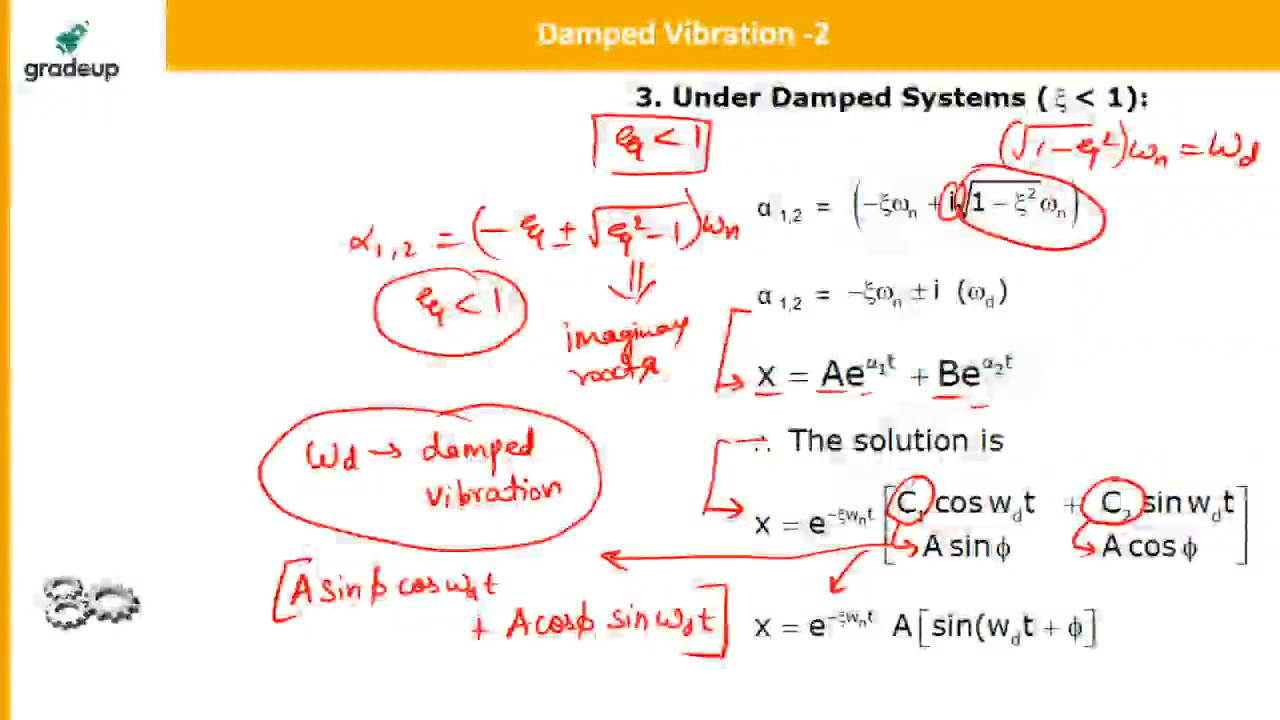 Damped Vibration -2
gradeup
3. Under Damped Systems ( ξ < 1):
ξ < 1
(√1-ξ²)ωn = ωd
α 1,2 = (−ξωn + i√1 − ξ² ωn)
α1,2 = (- ξ ± √ξ²-1)ωn
ξ < 1
imaginary
roots
α 1,2 = −ξωn ± i (ωd)
x = Ae^α1t + Be^α2t
∴ The solution is
ωd → damped
vibration
x = e^-ξwnt [C1 cos wdt + C2 sin wdt]
A sin ϕ A cos ϕ
[A sin ϕ cos ωdt
+ A cosϕ sin ωdt]
x = e^-ξwnt A[sin(wdt + ϕ]